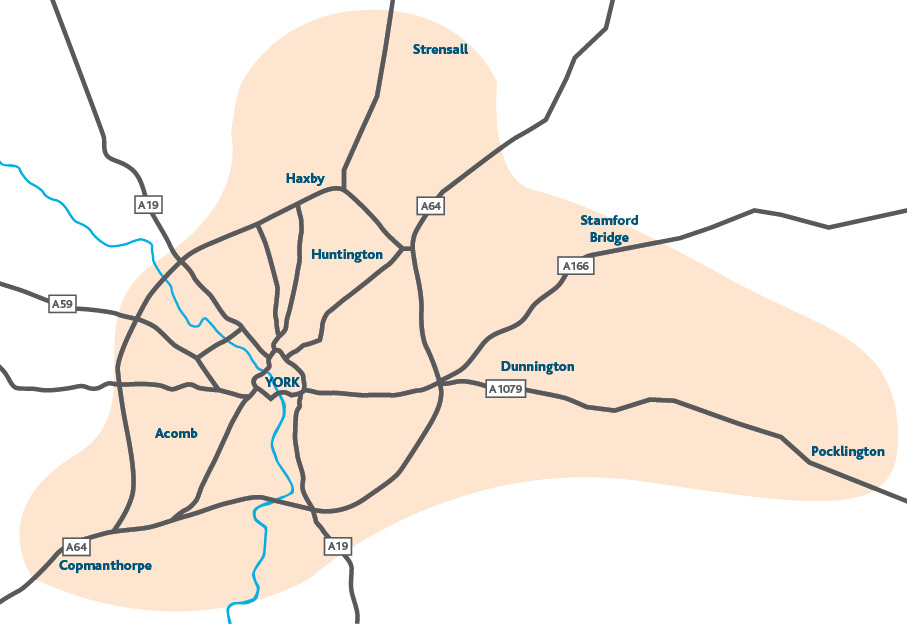 Strensall
Haxby
A19
A64
Stamford
Bridge
Huntington
A166
A59
Dunnington
YORK
A1079
Acomb
Pocklington
A64
A19
Copmanthorpe